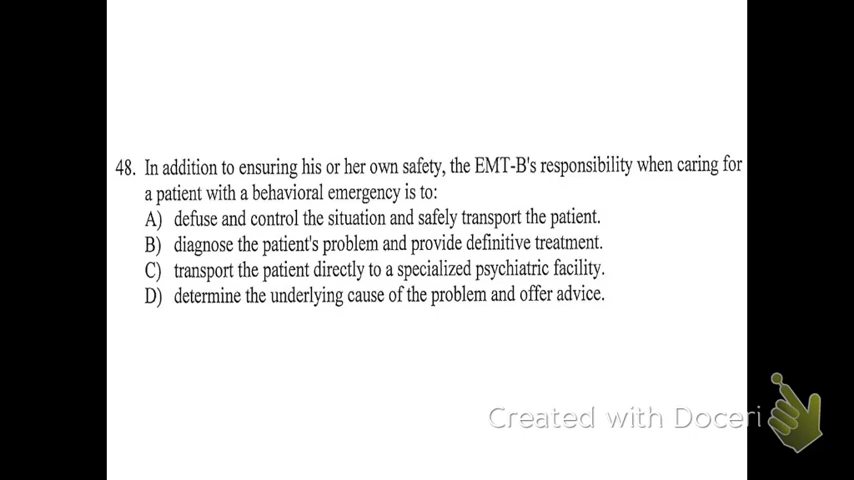 48. In addition to ensuring his or her own safety, the EMT-B's responsibility when caring for
a patient with a behavioral emergency is to:
A) defuse and control the situation and safely transport the patient.
B) diagnose the patient's problem and provide definitive treatment.
C) transport the patient directly to a specialized psychiatric facility.
D) determine the underlying cause of the problem and offer advice.
Created with Doceri